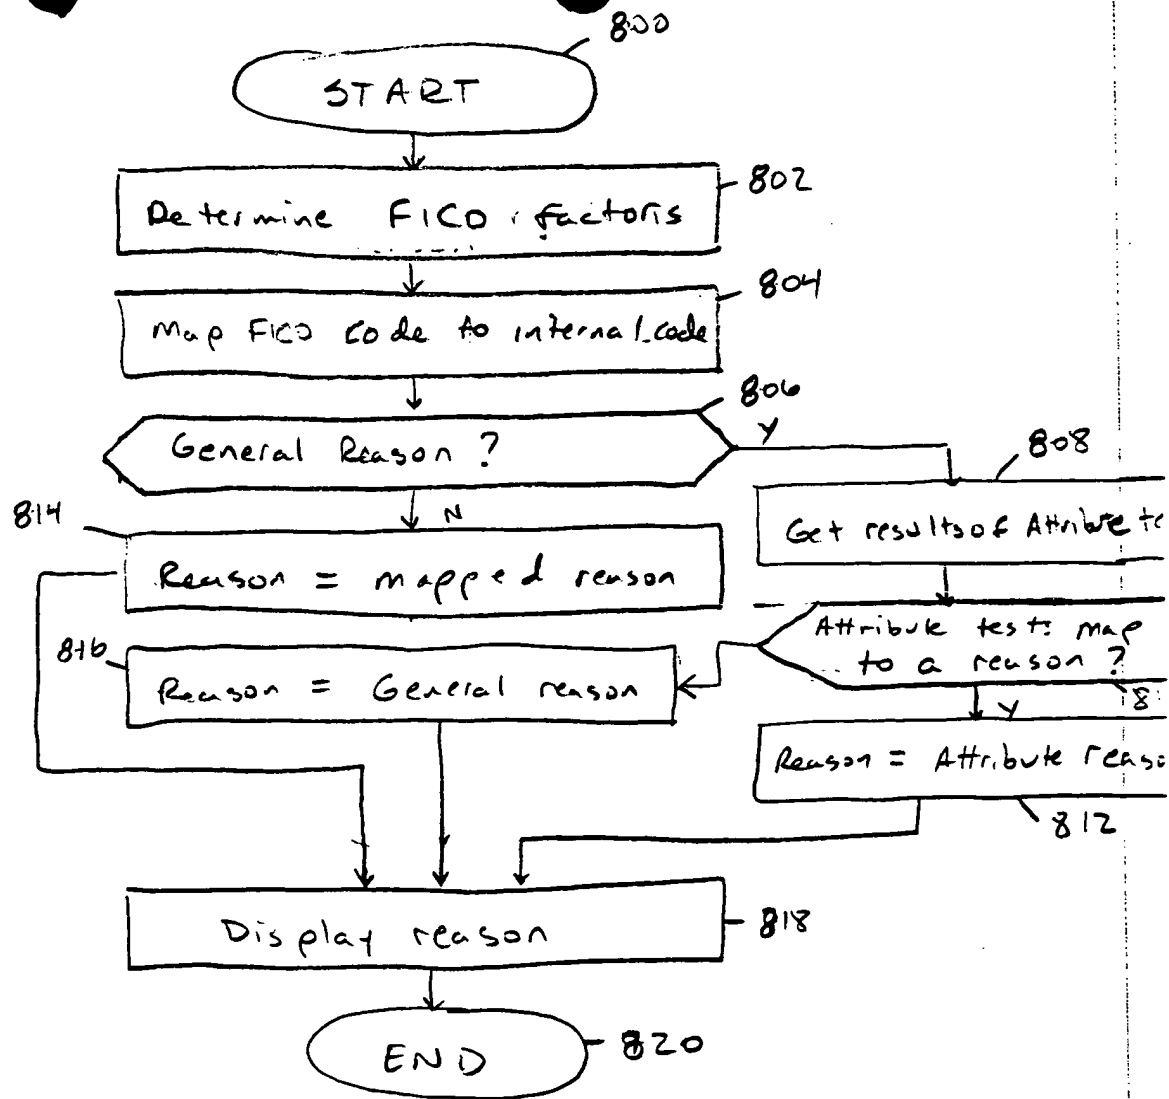 800
START
802
Determine FICO factors
804
Map FICO code to internal code
806
General Reason ?
Y
808
Get results of Attribute te
N
814
Reason = mapped reason
Attribute tests map
to a reason ?
81
816
Reason = General reason
Y
Reason = Attribute reaso
812
Display reason
818
END
820